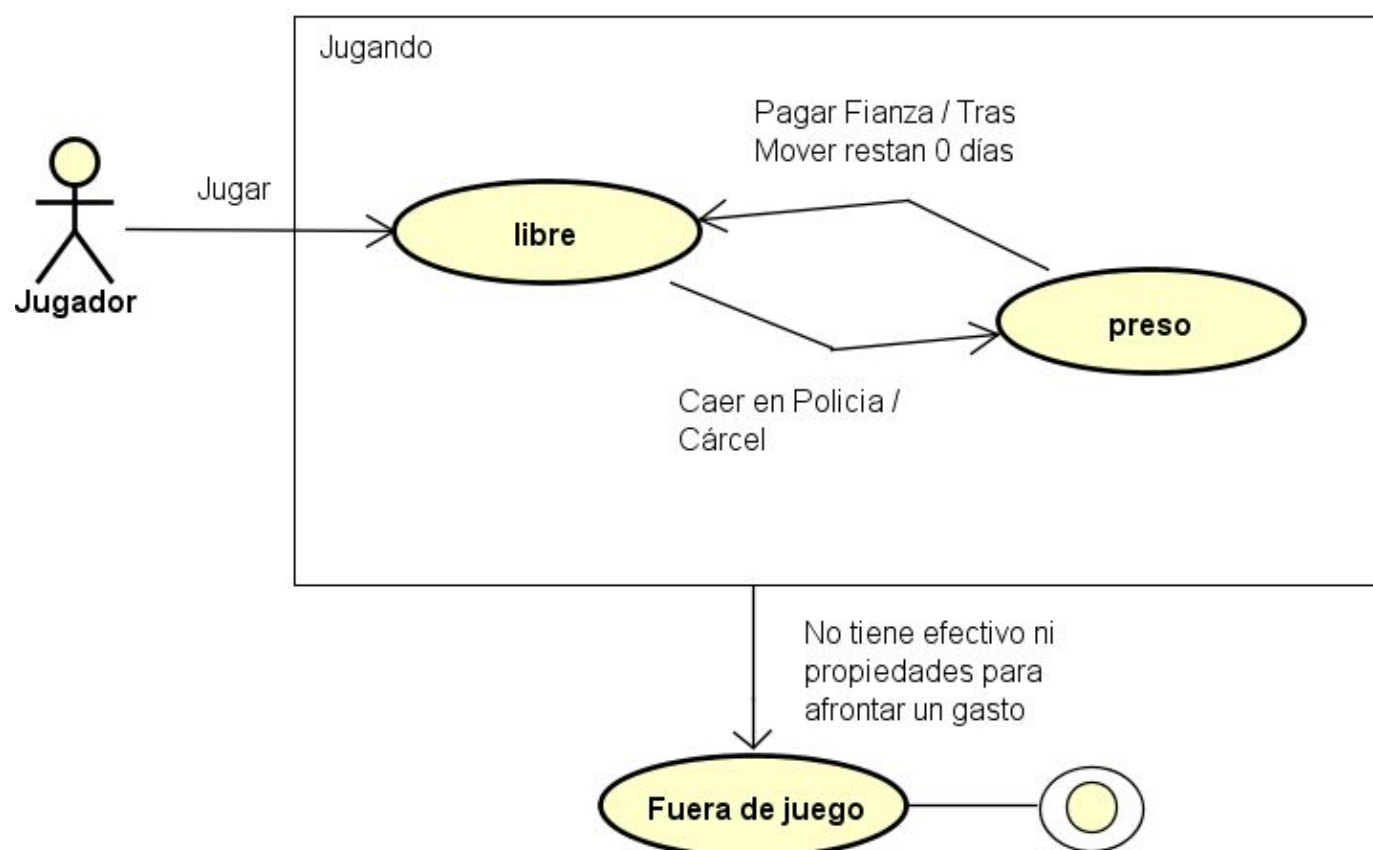 Jugando
Pagar Fianza / Tras
Mover restan 0 días
Jugar
libre
Jugador
preso
Caer en Policia /
Cárcel
No tiene efectivo ni
propiedades para
afrontar un gasto
Fuera de juego